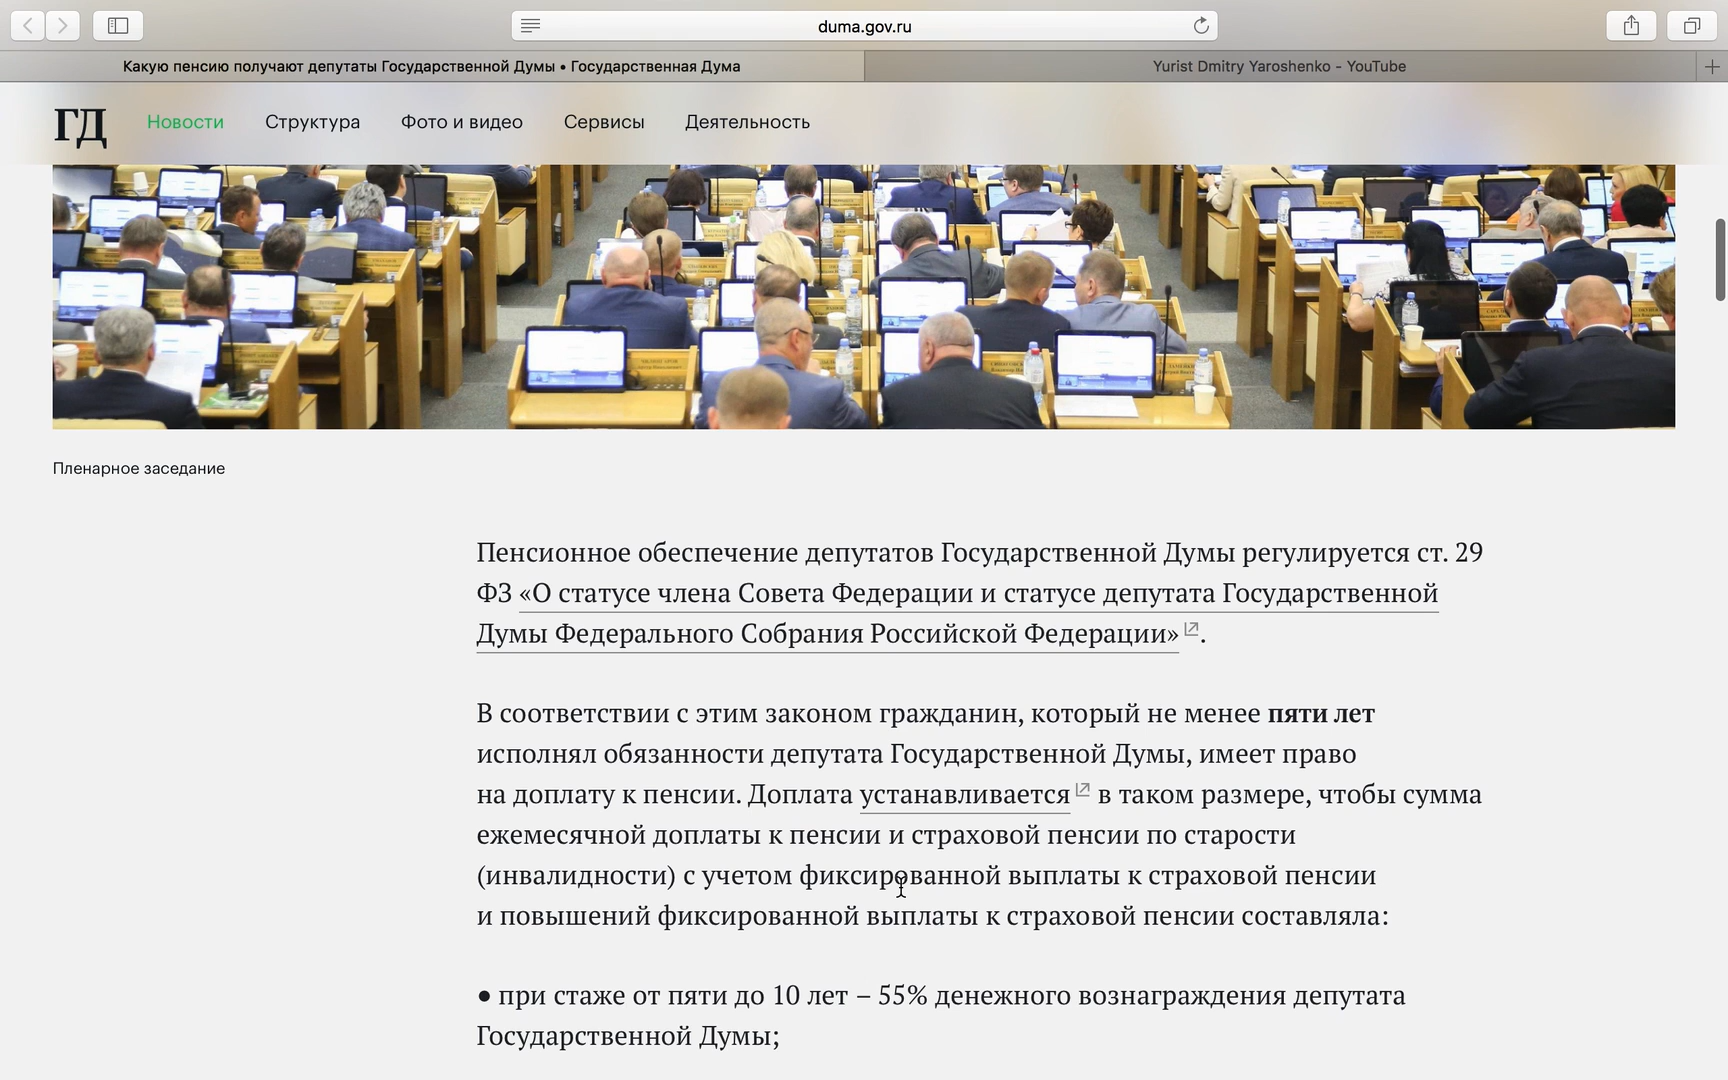 duma.gov.ru
Какую пенсию получают депутаты Государственной Думы • Государственная Дума
Yurist Dmitry Yaroshenko - YouTube
ГД
Новости
Структура
Фото и видео
Сервисы
Деятельность
Пленарное заседание
Пенсионное обеспечение депутатов Государственной Думы регулируется ст. 29
ФЗ «О статусе члена Совета Федерации и статусе депутата Государственной
Думы Федерального Собрания Российской Федерации».
В соответствии с этим законом гражданин, который не менее пяти лет
исполнял обязанности депутата Государственной Думы, имеет право
на доплату к пенсии. Доплата устанавливается в таком размере, чтобы сумма
ежемесячной доплаты к пенсии и страховой пенсии по старости
(инвалидности) с учетом фиксированной выплаты к страховой пенсии
и повышений фиксированной выплаты к страховой пенсии составляла:
● при стаже от пяти до 10 лет – 55% денежного вознаграждения депутата
Государственной Думы;